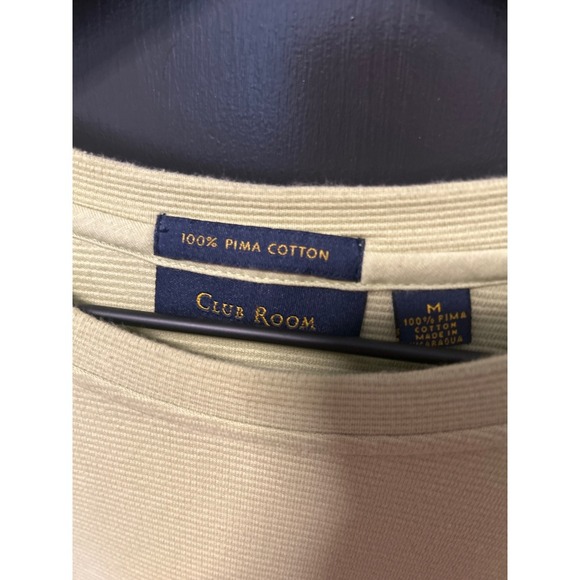 100% PIMA COTTON
CLUB ROOM
M
100% PIMA
COTTON
MADE IN